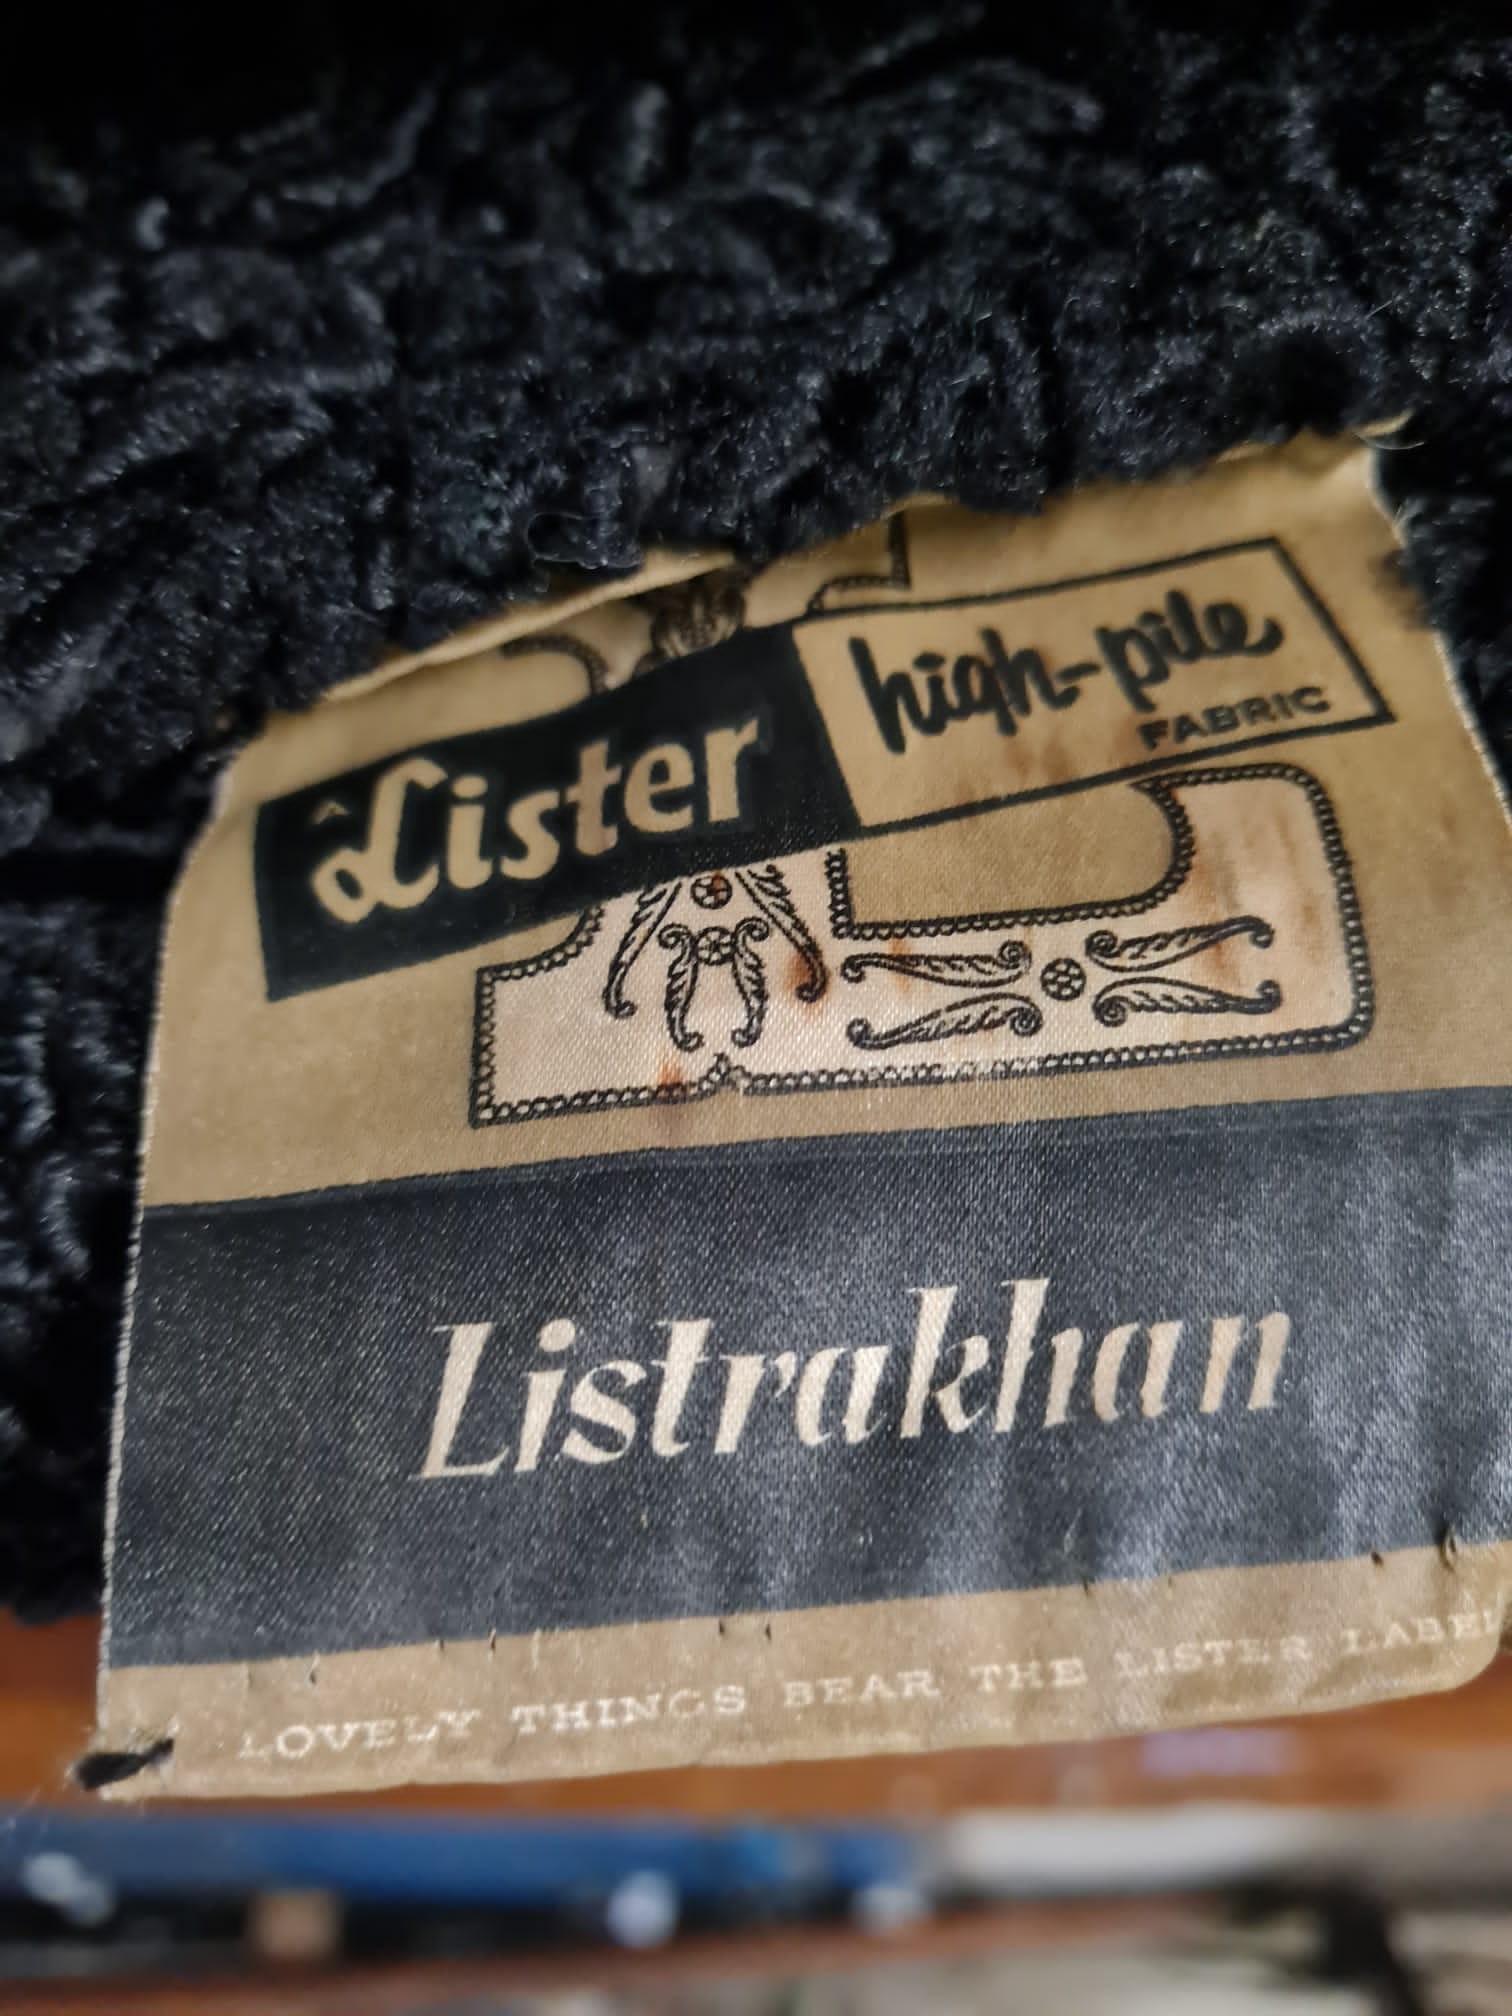 Lister
high-pile
FABRIC
Listrakhan
LOVELY THINGS BEAR THE LISTER LABEL